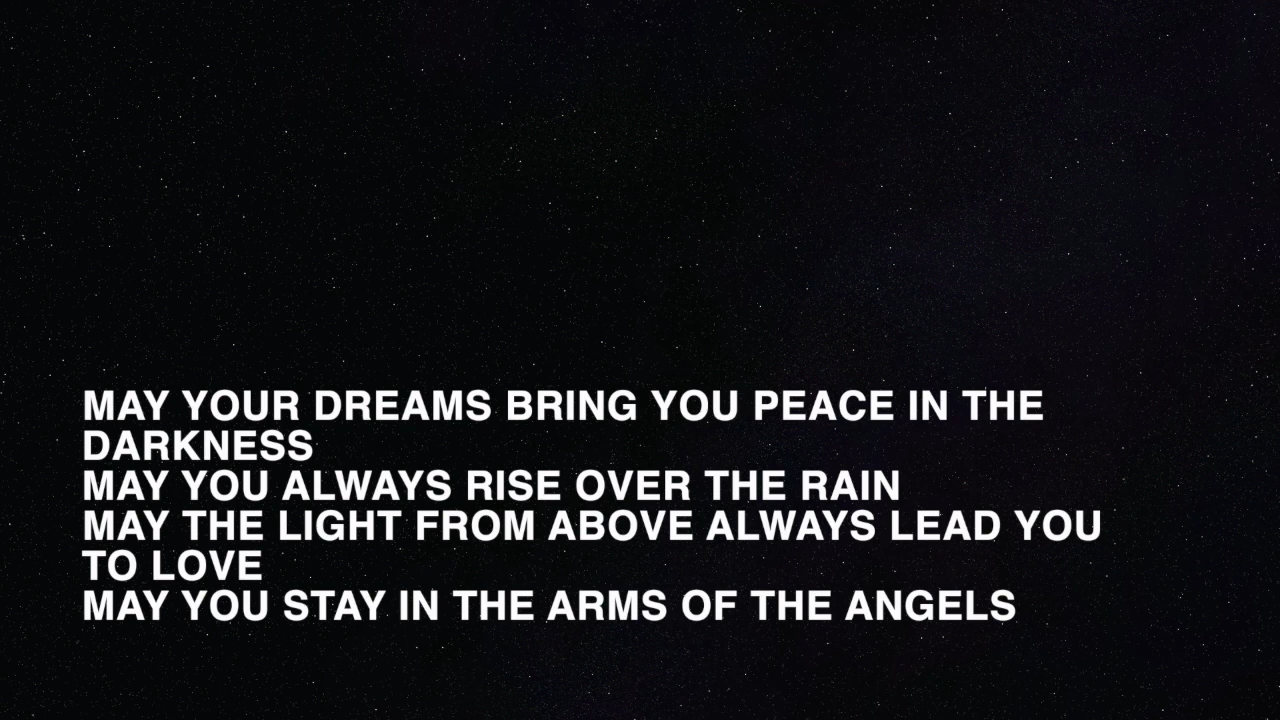 MAY YOUR DREAMS BRING YOU PEACE IN THE
DARKNESS
MAY YOU ALWAYS RISE OVER THE RAIN
MAY THE LIGHT FROM ABOVE ALWAYS LEAD YOU
TO LOVE
MAY YOU STAY IN THE ARMS OF THE ANGELS